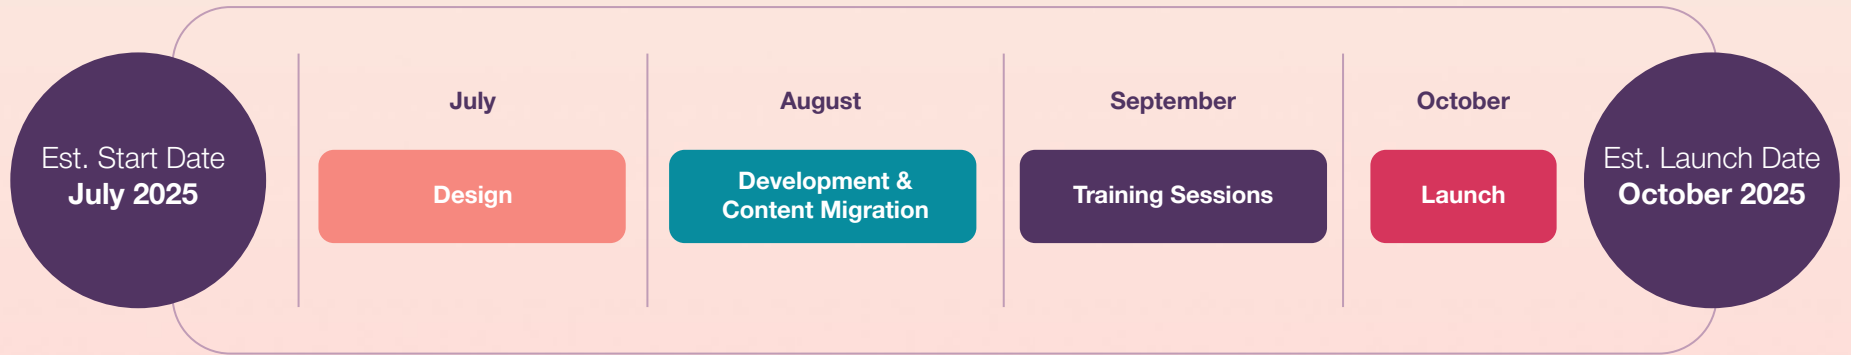 Est. Start Date
July 2025
July
Design
August
Development &
Content Migration
September
Training Sessions
October
Launch
Est. Launch Date
October 2025